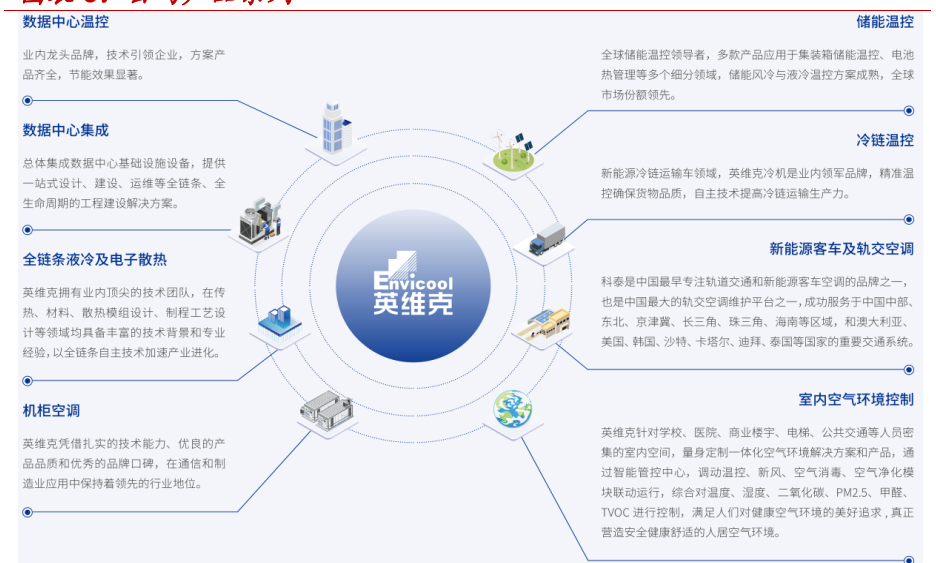 数据中心温控
业内龙头品牌，技术引领企业，方案产
品齐全，节能效果显著。
数据中心集成
总体集成数据中心基础设施设备，提供
一站式设计、建设、运维等全链条、全
生命周期的工程建设解决方案。
全链条液冷及电子散热
英维克拥有业内顶尖的技术团队，在传
热、材料、散热模组设计、制程工艺设
计等领域均具备丰富的技术背景和专业
经验，以全链条自主技术加速产业进化。
机柜空调
英维克凭借扎实的技术能力、优良的产
品品质和优秀的品牌口碑，在通信和制
造业应用中保持着领先的行业地位。
Envicool
英维克
储能温控
全球储能温控领导者，多款产品应用于集装箱储能温控、电池
热管理等多个细分领域，储能风冷与液冷温控方案成熟，全球
市场份额领先。
冷链温控
新能源冷链运输车领域，英维克冷机是业内领军品牌，精准温
控确保货物品质，自主技术提高冷链运输生产力。
新能源客车及轨交空调
科泰是中国最早专注轨道交通和新能源客车空调的品牌之一，
也是中国最大的轨交空调维护平台之一，成功服务于中国中部、
东北、京津冀、长三角、珠三角、海南等区域，和澳大利亚、
美国、韩国、沙特、卡塔尔、迪拜、泰国等国家的重要交通系统。
室内空气环境控制
英维克针对学校、医院、商业楼宇、电梯、公共交通等人员密
集的室内空间，量身定制一体化空气环境解决方案和产品，通
过智能管控中心，调动温控、新风、空气消毒、空气净化模
块联动运行，综合对温度、湿度、二氧化碳、PM2.5、甲醛、
TVOC 进行控制，满足人们对健康空气环境的美好追求，真正
营造安全健康舒适的人居空气环境。